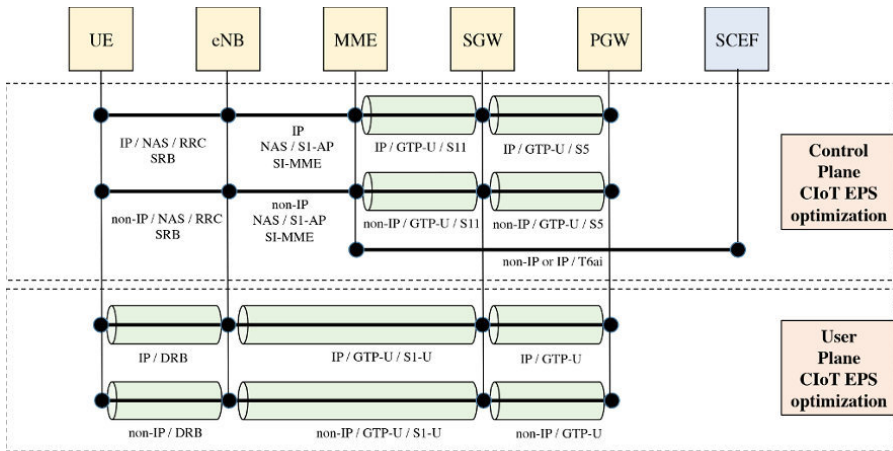 UE
eNB
MME
SGW
PGW
SCEF
IP / NAS / RRC
SRB
IP
NAS / S1-AP
SI-MME
IP / GTP-U / S11
IP / GTP-U / S5
non-IP / NAS / RRC
SRB
non-IP
NAS / S1-AP
SI-MME
non-IP / GTP-U / S11
non-IP / GTP-U / S5
non-IP or IP / T6ai
Control
Plane
CIoT EPS
optimization
IP / DRB
IP / GTP-U / S1-U
IP / GTP-U
non-IP / DRB
non-IP / GTP-U / S1-U
non-IP / GTP-U
User
Plane
CIoT EPS
optimization